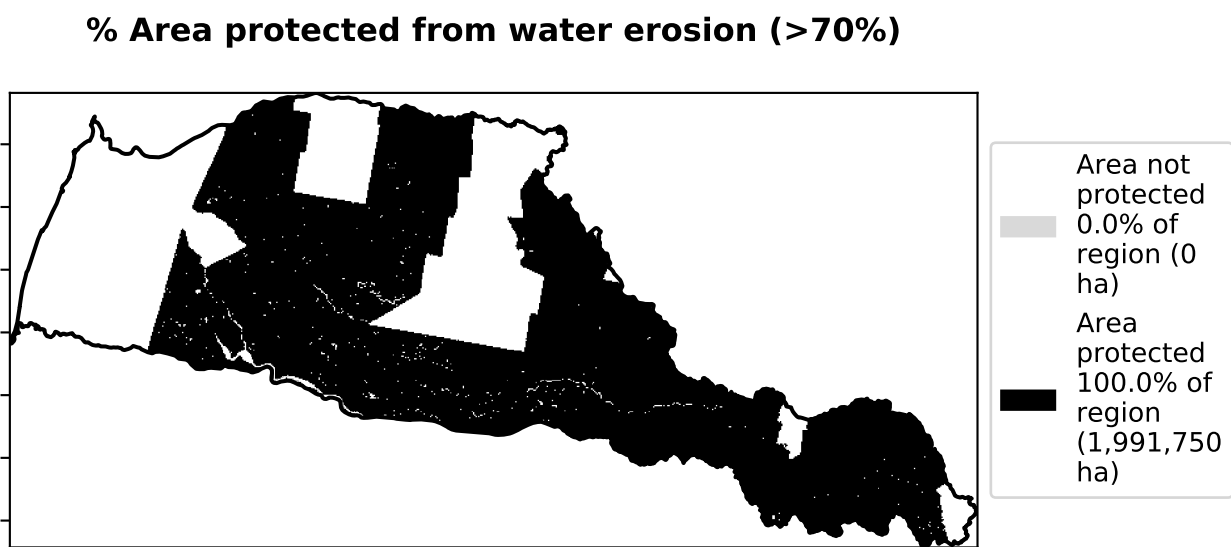 % Area protected from water erosion (>70%)
Area not
protected
0.0% of
region (0
ha)
Area
protected
100.0% of
region
(1,991,750
ha)